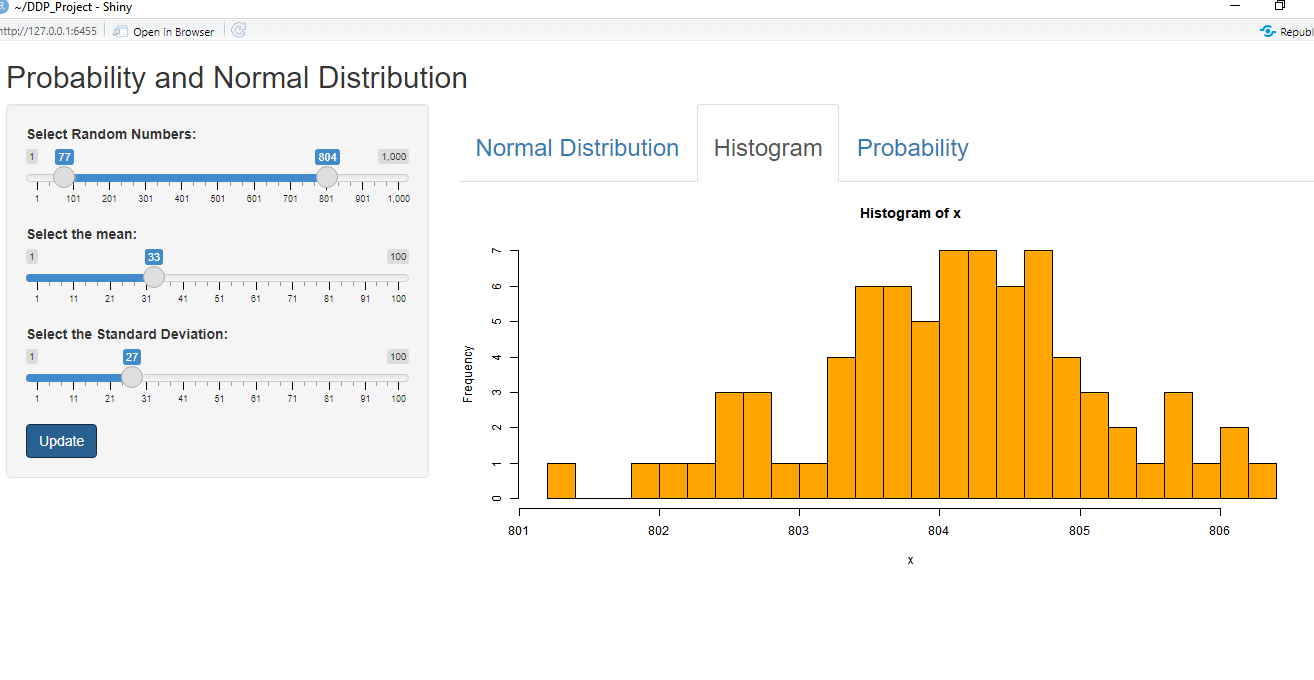 ~/DDP_Project - Shiny
http://127.0.0.1:6455 Open in Browser
Probability and Normal Distribution
Select Random Numbers:
1 77 804 1,000
1 101 201 301 401 501 601 701 801 901 1,000
Select the mean:
1 33 100
1 11 21 31 41 51 61 71 81 91 100
Select the Standard Deviation:
1 27 100
1 11 21 31 41 51 61 71 81 91 100
Update
Normal Distribution Histogram Probability
Histogram of x
Frequency
7
6
5
4
3
2
1
0
801 802 803 804 805 806
x